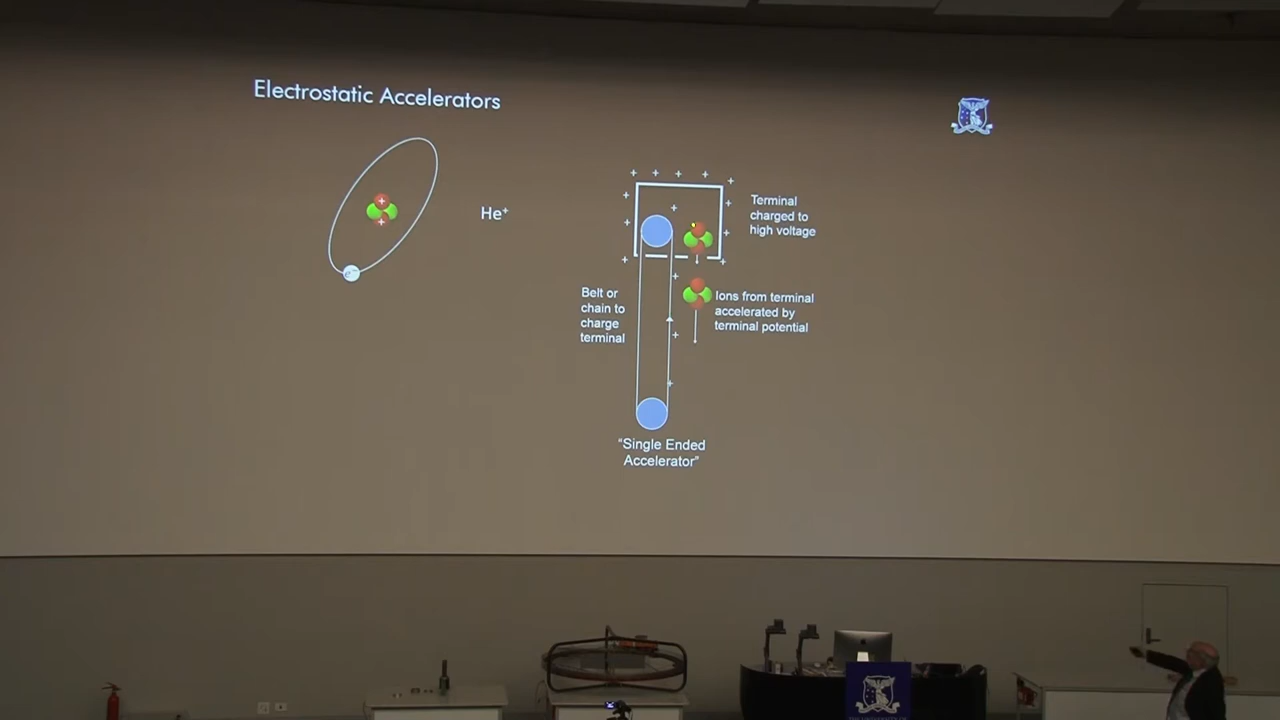 Electrostatic Accelerators
He⁺
Terminal
charged to
high voltage
Belt or
chain to
charge
terminal
Ions from terminal
accelerated by
terminal potential
“Single Ended
Accelerator”